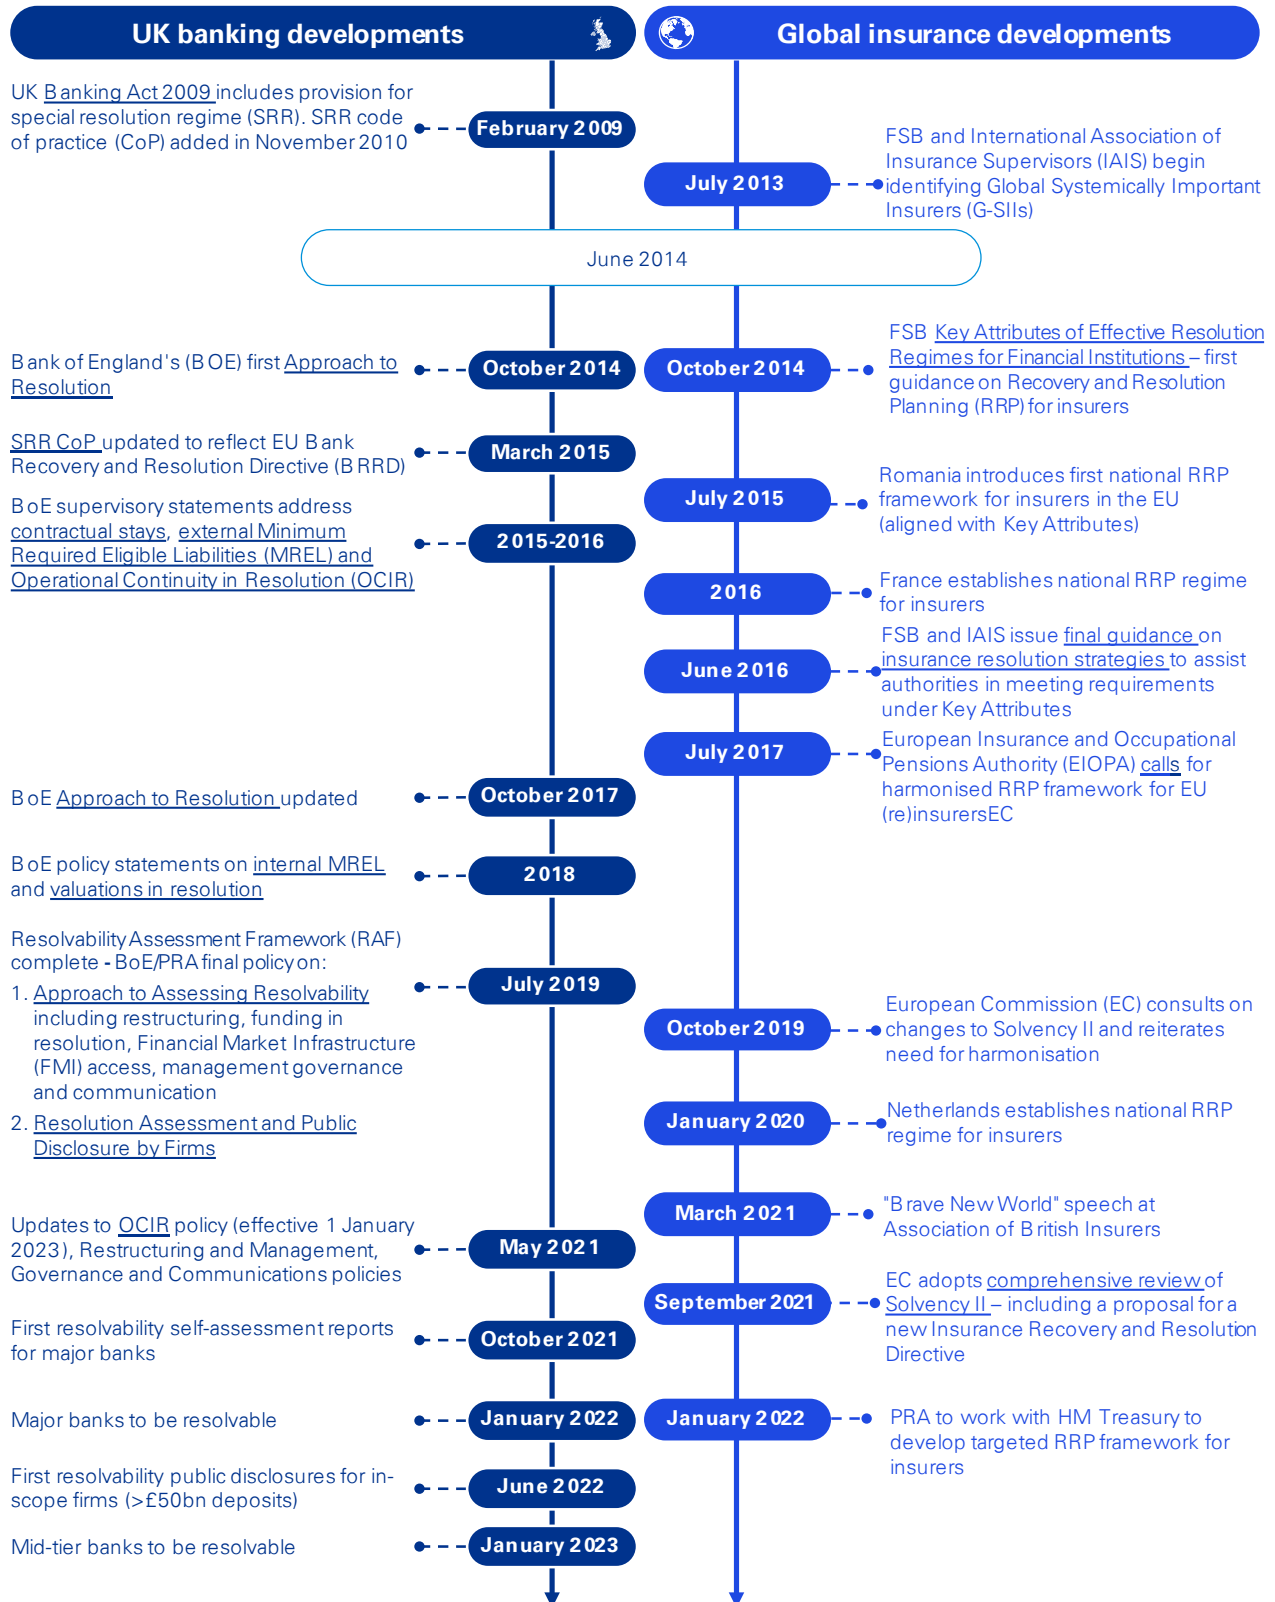 UK banking developments
UK Banking Act 2009 includes provision for
special resolution regime (SRR). SRR code
of practice (CoP) added in November 2010
February 2009
Global insurance developments
July 2013
FSB and International Association of
Insurance Supervisors (IAIS) begin
identifying Global Systemically Important
Insurers (G-SIIs)
June 2014
Bank of England's (BOE) first Approach to
Resolution
October 2014
October 2014
FSB Key Attributes of Effective Resolution
Regimes for Financial Institutions – first
guidance on Recovery and Resolution
Planning (RRP) for insurers
SRR CoP updated to reflect EU Bank
Recovery and Resolution Directive (BRRD)
March 2015
July 2015
Romania introduces first national RRP
framework for insurers in the EU
(aligned with Key Attributes)
BoE supervisory statements address
contractual stays, external Minimum
Required Eligible Liabilities (MREL) and
Operational Continuity in Resolution (OCIR)
2015-2016
2016
France establishes national RRP regime
for insurers
June 2016
FSB and IAIS issue final guidance on
insurance resolution strategies to assist
authorities in meeting requirements
under Key Attributes
July 2017
European Insurance and Occupational
Pensions Authority (EIOPA) calls for
harmonised RRP framework for EU
(re)insurersEC
BoE Approach to Resolution updated
October 2017
BoE policy statements on internal MREL
and valuations in resolution
2018
Resolvability Assessment Framework (RAF)
complete - BoE/PRA final policy on:
1. Approach to Assessing Resolvability
including restructuring, funding in
resolution, Financial Market Infrastructure
(FMI) access, management governance
and communication
2. Resolution Assessment and Public
Disclosure by Firms
July 2019
October 2019
European Commission (EC) consults on
changes to Solvency II and reiterates
need for harmonisation
January 2020
Netherlands establishes national RRP
regime for insurers
March 2021
"Brave New World" speech at
Association of British Insurers
Updates to OCIR policy (effective 1 January
2023), Restructuring and Management,
Governance and Communications policies
May 2021
September 2021
EC adopts comprehensive review of
Solvency II – including a proposal for a
new Insurance Recovery and Resolution
Directive
First resolvability self-assessment reports
for major banks
October 2021
Major banks to be resolvable
January 2022
January 2022
PRA to work with HM Treasury to
develop targeted RRP framework for
insurers
First resolvability public disclosures for in-
scope firms (>£50bn deposits)
June 2022
Mid-tier banks to be resolvable
January 2023